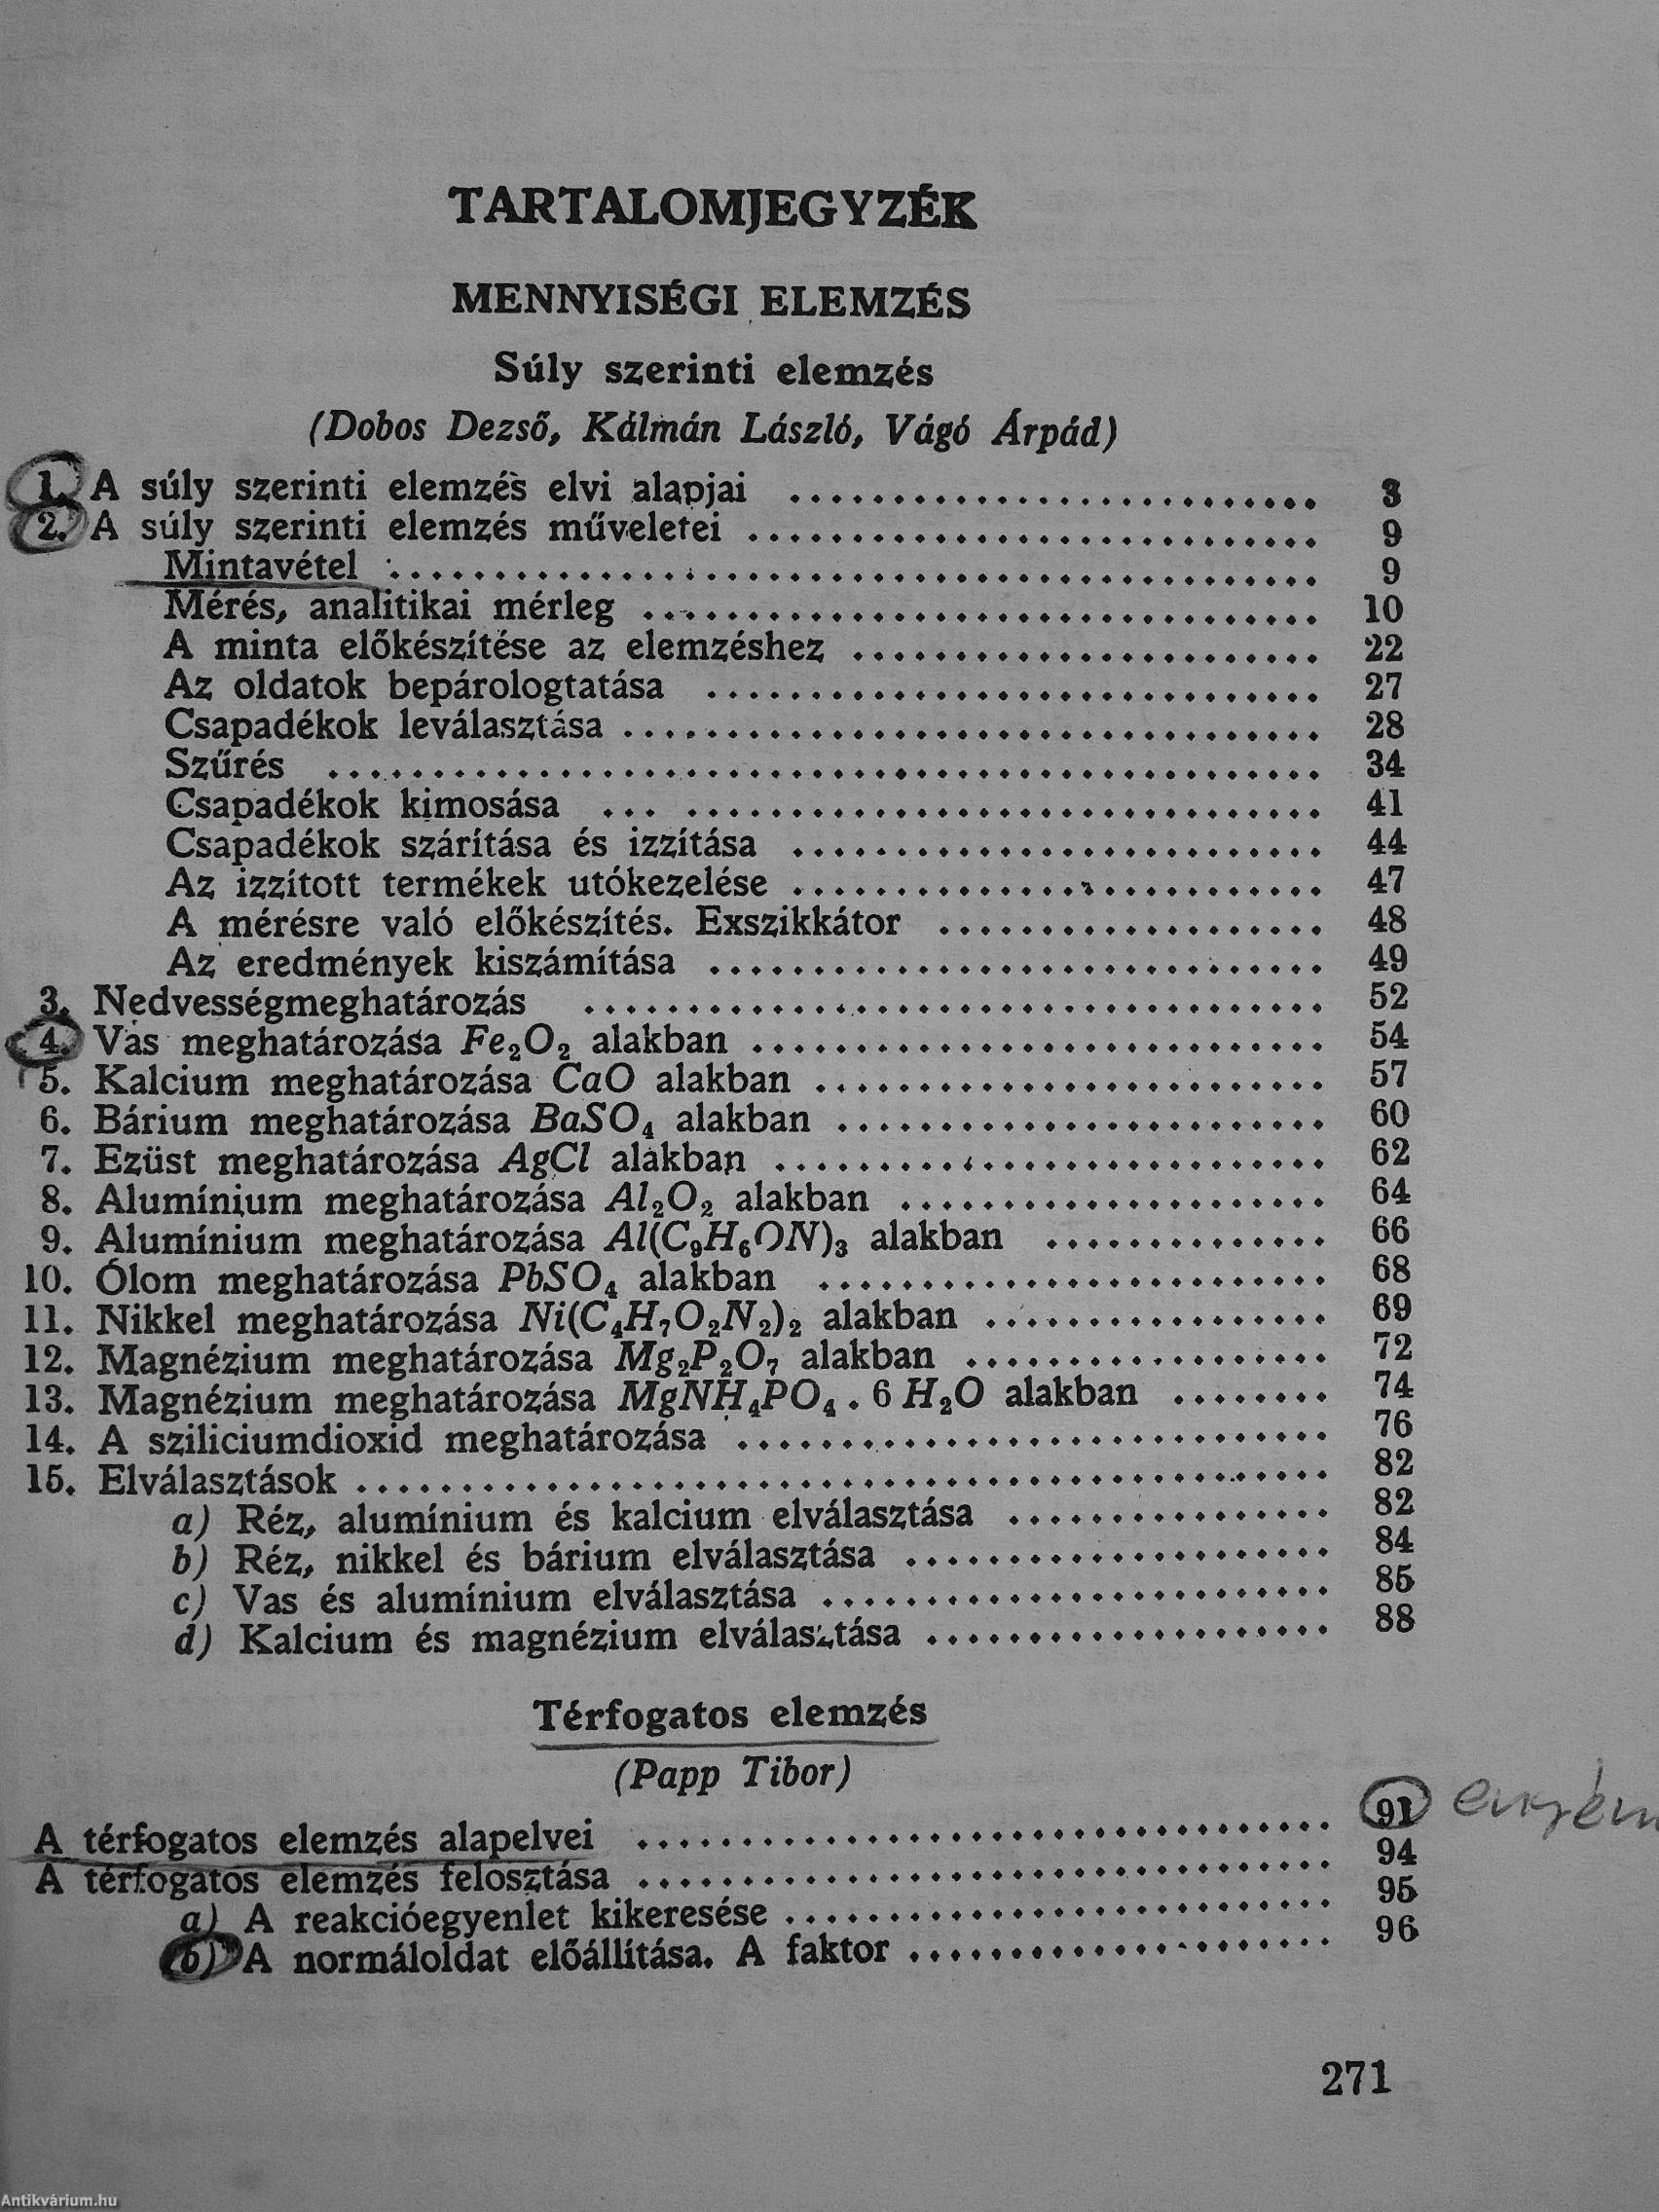 TARTALOMJEGYZÉK
MENNYISÉGI ELEMZÉS
Súly szerinti elemzés
(Dobos Dezső, Kálmán László, Vágó Árpád)
1. A súly szerinti elemzés elvi alapjai .......................... 3
2. A súly szerinti elemzés műveletei ............................ 9
Mintavétel ............................................. 9
Mérés, analitikai mérleg ................................. 10
A minta előkészítése az elemzéshez ....................... 22
Az oldatok bepárologtatása .............................. 27
Csapadékok leválasztása .................................. 28
Szűrés ................................................ 34
Csapadékok kimosása ................................... 41
Csapadékok szárítása és izzítása .......................... 44
Az izzított termékek utókezelése .......................... 47
A mérésre való előkészítés. Exszikkátor ................... 48
Az eredmények kiszámítása .............................. 49
3. Nedvességmeghatározás .................................... 52
4. Vas meghatározása Fe₂O₂ alakban ............................ 54
5. Kalcium meghatározása CaO alakban ......................... 57
6. Bárium meghatározása BaSO₄ alakban ........................ 60
7. Ezüst meghatározása AgCl alakban ........................... 62
8. Alumínium meghatározása Al₂O₂ alakban ..................... 64
9. Alumínium meghatározása Al(C₉H₆ON)₃ alakban .............. 66
10. Ólom meghatározása PbSO₄ alakban ......................... 68
11. Nikkel meghatározása Ni(C₄H₇O₂N₂)₂ alakban ................. 69
12. Magnézium meghatározása Mg₂P₂O₇ alakban .................. 72
13. Magnézium meghatározása MgNH₄PO₄ . 6 H₂O alakban ........ 74
14. A sziliciumdioxid meghatározása ............................. 76
15. Elválasztások ............................................... 82
a) Réz, alumínium és kalcium elválasztása ................ 82
b) Réz, nikkel és bárium elválasztása ..................... 84
c) Vas és alumínium elválasztása ......................... 85
d) Kalcium és magnézium elválasztása .................... 88
Térfogatos elemzés
(Papp Tibor)
A térfogatos elemzés alapelvei .................................. 91
A térfogatos elemzés felosztása .................................. 94
a) A reakcióegyenlet kikeresése ........................... 95
b) A normáloldat előállítása. A faktor ..................... 96
271
Antikvárium.hu